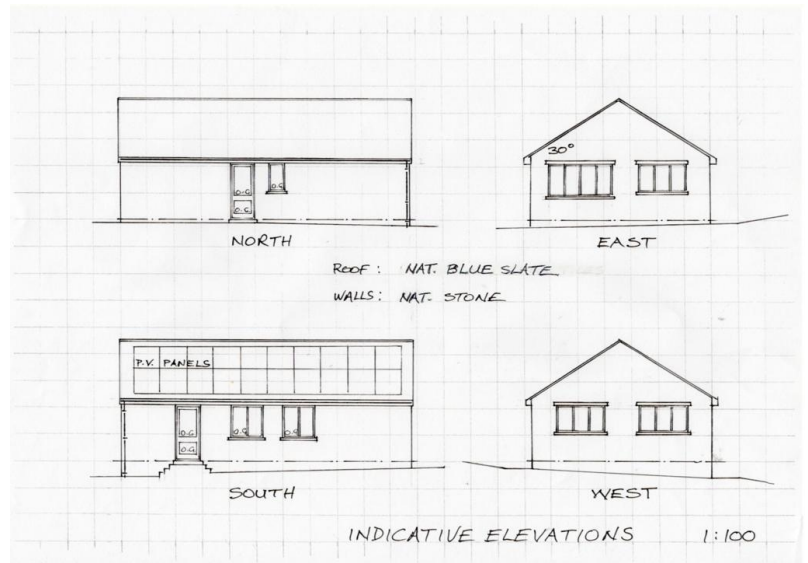 O.G
O.G
O.G
NORTH
30°
EAST
ROOF: NAT. BLUE SLATE
WALLS: NAT. STONE
P.V. PANELS
O.G
O.G
O.G
O.G
SOUTH
WEST
INDICATIVE ELEVATIONS 1:100